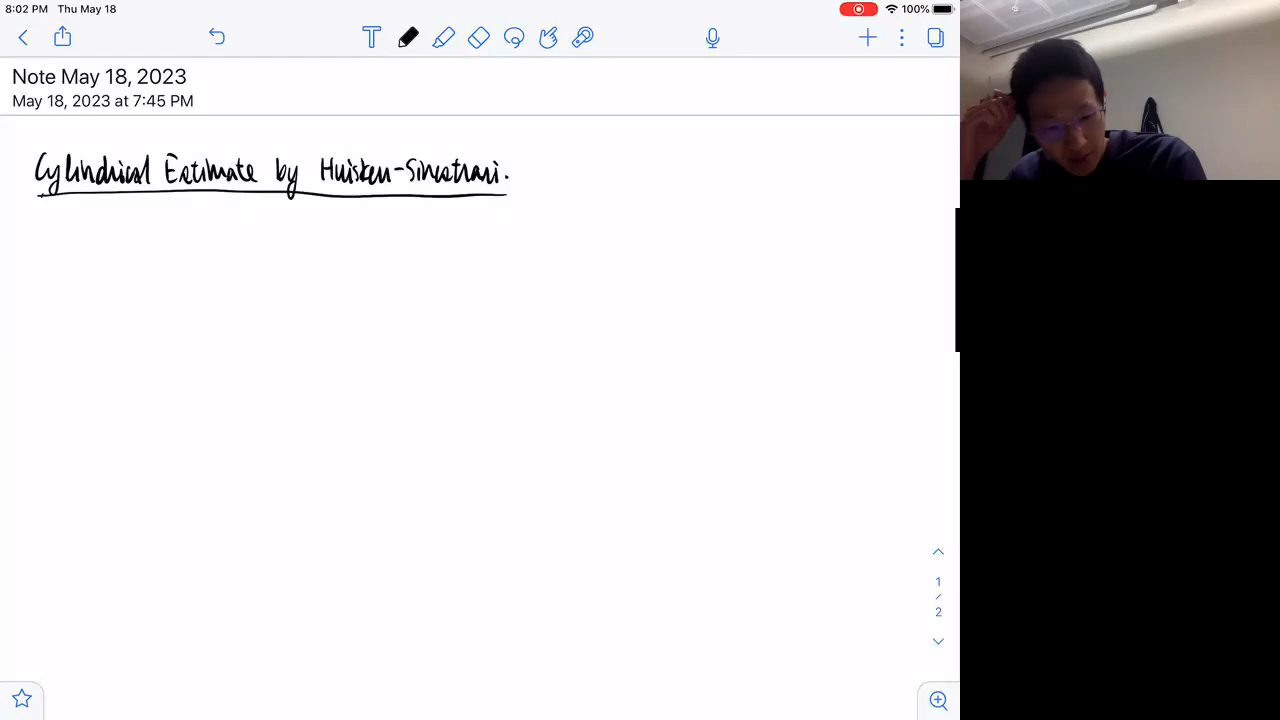 8:02 PM Thu May 18
100%
Note May 18, 2023
May 18, 2023 at 7:45 PM
Cylindrical Estimate by Huisken-Sinestrari.
1
/
2